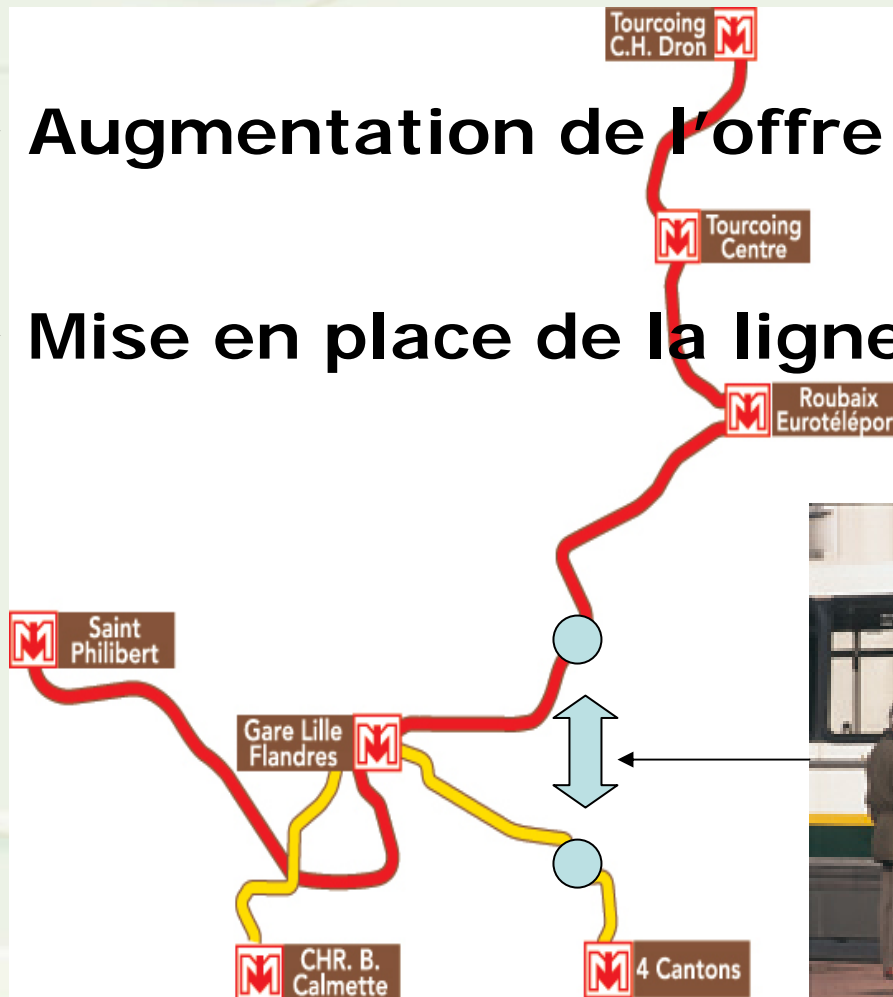 Tourcoing
C.H. Dron
Augmentation de l'offre
Tourcoing
Centre
Mise en place de la ligne
Roubaix
Eurotélépor
Saint
Philibert
Gare Lille
Flandres
CHR. B.
Calmette
4 Cantons